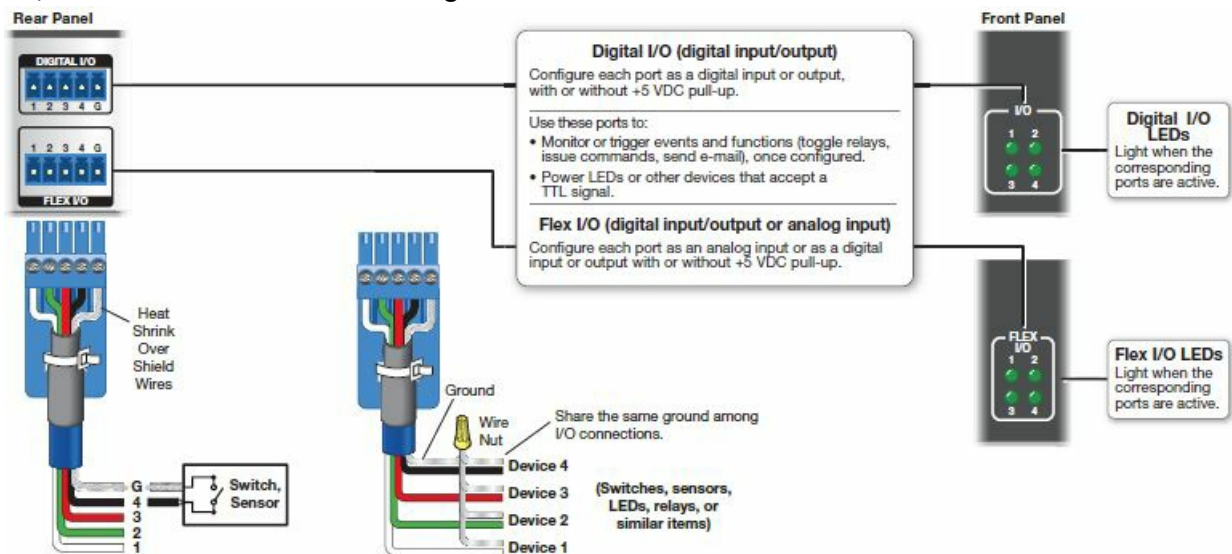 Rear Panel
DIGITAL I/O
1 2 3 4 G
1 2 3 4 G
FLEX I/O
Digital I/O (digital input/output)
Configure each port as a digital input or output,
with or without +5 VDC pull-up.
Use these ports to:
• Monitor or trigger events and functions (toggle relays,
issue commands, send e-mail), once configured.
• Power LEDs or other devices that accept a
TTL signal.
Flex I/O (digital input/output or analog input)
Configure each port as an analog input or as a digital
input or output with or without +5 VDC pull-up.
Front Panel
I/O
1 2
3 4
Digital I/O
LEDs
Light when the
corresponding
ports are active.
FLEX
I/O
1 2
3 4
Flex I/O LEDs
Light when the
corresponding
ports are active.
Heat
Shrink
Over
Shield
Wires
G
4
3
2
1
Switch,
Sensor
Ground
Wire
Nut
Share the same ground among
I/O connections.
Device 4
Device 3
Device 2
Device 1
(Switches, sensors,
LEDs, relays, or
similar items)